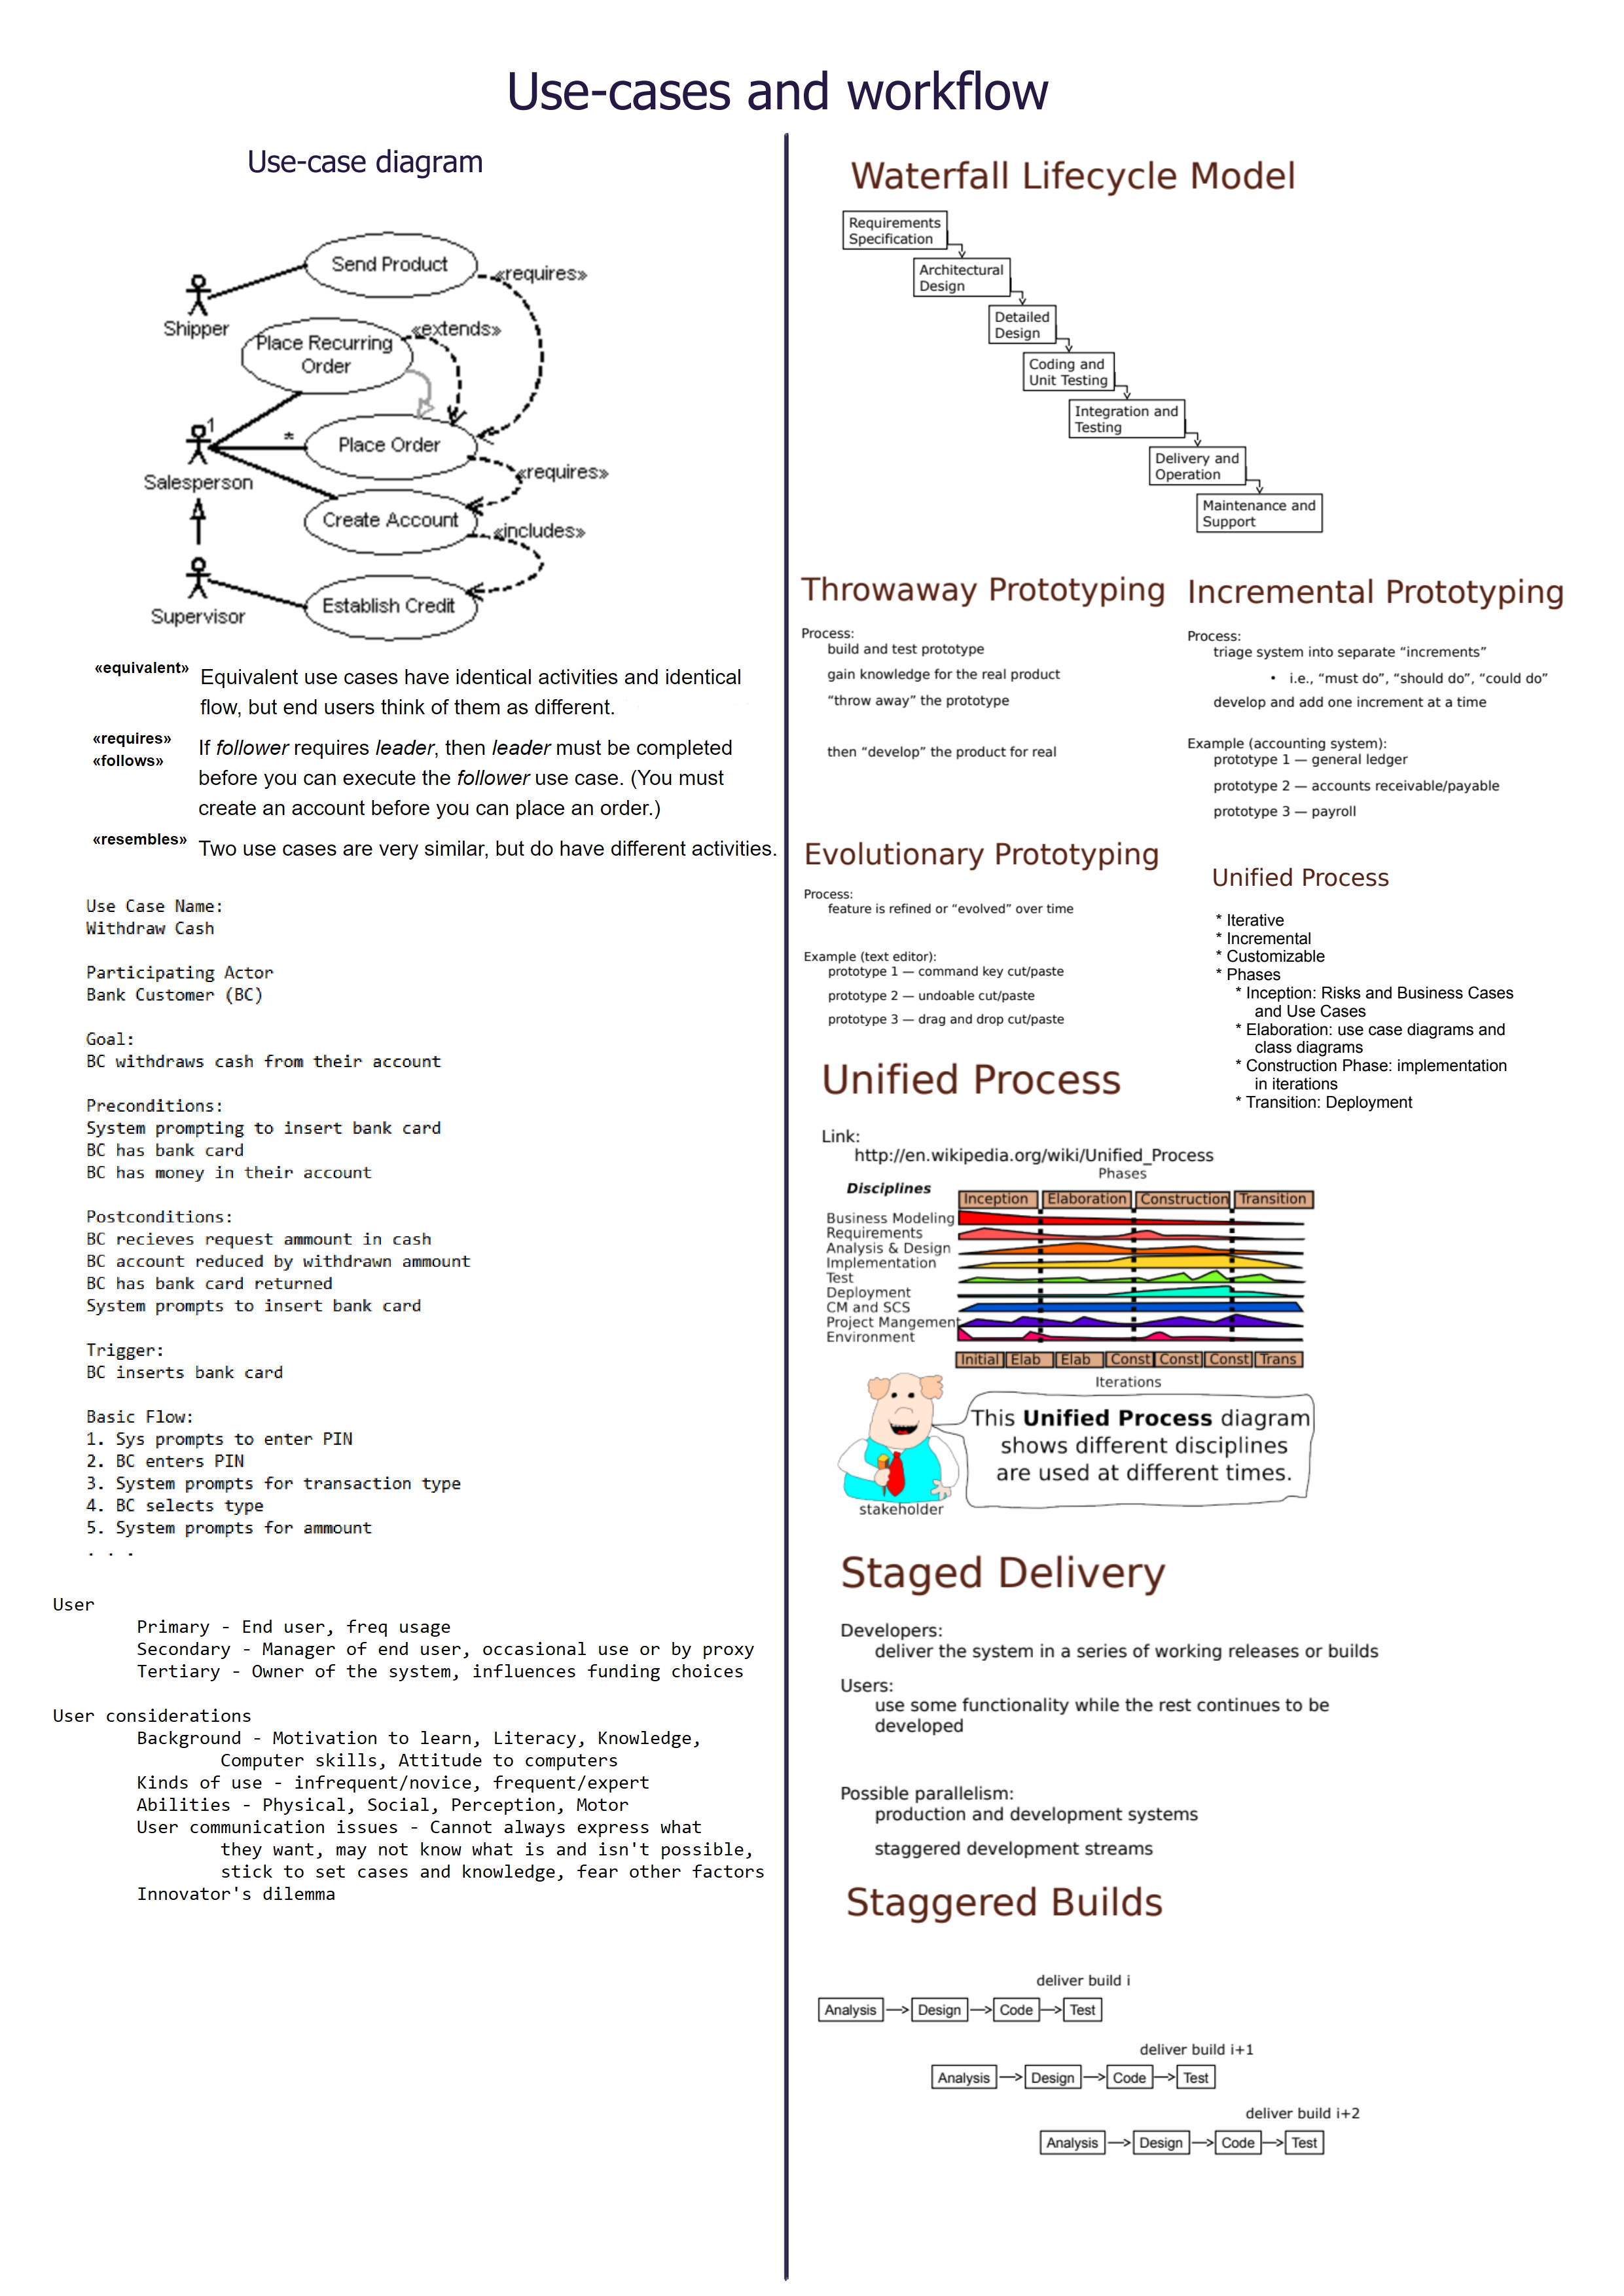 Use-cases and workflow
Use-case diagram
Send Product
«requires»
Shipper
«extends»
Place Recurring
Order
1
*
Place Order
Salesperson
«requires»
Create Account
«includes»
Establish Credit
Supervisor
«equivalent»
Equivalent use cases have identical activities and identical
flow, but end users think of them as different.
«requires»
«follows»
If follower requires leader, then leader must be completed
before you can execute the follower use case. (You must
create an account before you can place an order.)
«resembles»
Two use cases are very similar, but do have different activities.
Use Case Name:
Withdraw Cash
Participating Actor
Bank Customer (BC)
Goal:
BC withdraws cash from their account
Preconditions:
System prompting to insert bank card
BC has bank card
BC has money in their account
Postconditions:
BC recieves request ammount in cash
BC account reduced by withdrawn ammount
BC has bank card returned
System prompts to insert bank card
Trigger:
BC inserts bank card
Basic Flow:
1. Sys prompts to enter PIN
2. BC enters PIN
3. System prompts for transaction type
4. BC selects type
5. System prompts for ammount
. . .
User
Primary - End user, freq usage
Secondary - Manager of end user, occasional use or by proxy
Tertiary - Owner of the system, influences funding choices
User considerations
Background - Motivation to learn, Literacy, Knowledge,
Computer skills, Attitude to computers
Kinds of use - infrequent/novice, frequent/expert
Abilities - Physical, Social, Perception, Motor
User communication issues - Cannot always express what
they want, may not know what is and isn't possible,
stick to set cases and knowledge, fear other factors
Innovator's dilemma
Waterfall Lifecycle Model
Requirements
Specification
Architectural
Design
Detailed
Design
Coding and
Unit Testing
Integration and
Testing
Delivery and
Operation
Maintenance and
Support
Throwaway Prototyping
Process:
build and test prototype
gain knowledge for the real product
“throw away” the prototype
then “develop” the product for real
Incremental Prototyping
Process:
triage system into separate “increments”
• i.e., “must do”, “should do”, “could do”
develop and add one increment at a time
Example (accounting system):
prototype 1 — general ledger
prototype 2 — accounts receivable/payable
prototype 3 — payroll
Evolutionary Prototyping
Process:
feature is refined or “evolved” over time
Example (text editor):
prototype 1 — command key cut/paste
prototype 2 — undoable cut/paste
prototype 3 — drag and drop cut/paste
Unified Process
* Iterative
* Incremental
* Customizable
* Phases
* Inception: Risks and Business Cases
and Use Cases
* Elaboration: use case diagrams and
class diagrams
* Construction Phase: implementation
in iterations
* Transition: Deployment
Unified Process
Link:
http://en.wikipedia.org/wiki/Unified_Process
Phases
Disciplines
Inception Elaboration Construction Transition
Business Modeling
Requirements
Analysis & Design
Implementation
Test
Deployment
CM and SCS
Project Mangement
Environment
Initial Elab Elab Const Const Const Trans
Iterations
This Unified Process diagram
shows different disciplines
are used at different times.
stakeholder
Staged Delivery
Developers:
deliver the system in a series of working releases or builds
Users:
use some functionality while the rest continues to be
developed
Possible parallelism:
production and development systems
staggered development streams
Staggered Builds
deliver build i
Analysis Design Code Test
deliver build i+1
Analysis Design Code Test
deliver build i+2
Analysis Design Code Test